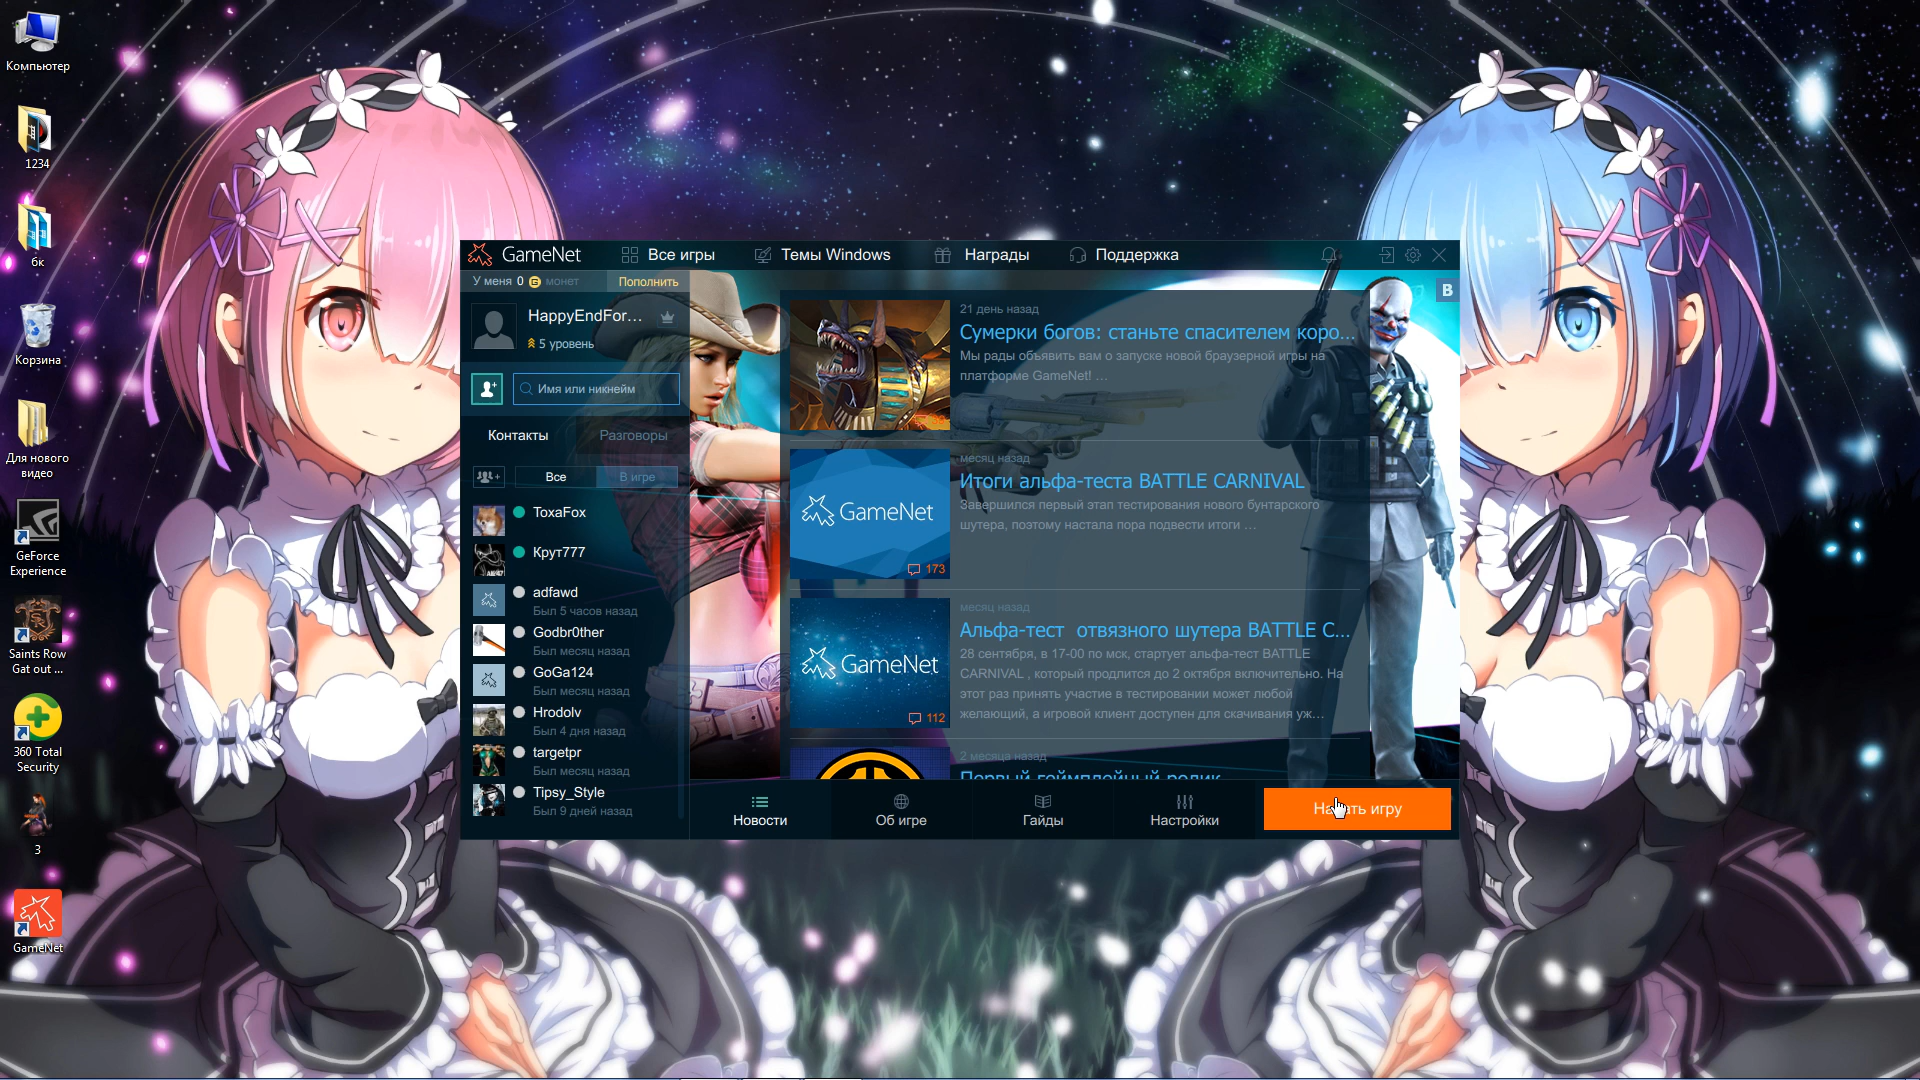 Компьютер
1234
бк
Корзина
Для нового
видео
GeForce
Experience
Saints Row
Gat out ...
360 Total
Security
3
GameNet
GameNet
Все игры
Темы Windows
Награды
Поддержка
У меня 0 G монет
Пополнить
HappyEndFor...
5 уровень
Имя или никнейм
Контакты
Разговоры
Все
В игре
ToxaFox
Крут777
adfawd
Был 5 часов назад
Godbr0ther
Был месяц назад
GoGa124
Был месяц назад
Hrodolv
Был 4 дня назад
targetpr
Был месяц назад
Tipsy_Style
Был 9 дней назад
B
21 день назад
Сумерки богов: станьте спасителем коро...
Мы рады объявить вам о запуске новой браузерной игры на
платформе GameNet! ...
GameNet
173
месяц назад
Итоги альфа-теста BATTLE CARNIVAL
Завершился первый этап тестирования нового бунтарского
шутера, поэтому настала пора подвести итоги ...
GameNet
112
месяц назад
Альфа-тест отвязного шутера BATTLE C...
28 сентября, в 17-00 по мск, стартует альфа-тест BATTLE
CARNIVAL , который продлится до 2 октября включительно. На
этот раз принять участие в тестировании может любой
желающий, а игровой клиент доступен для скачивания уж...
2 месяца назад
Первый геймплейный ролик
Новости
Об игре
Гайды
Настройки
Начать игру